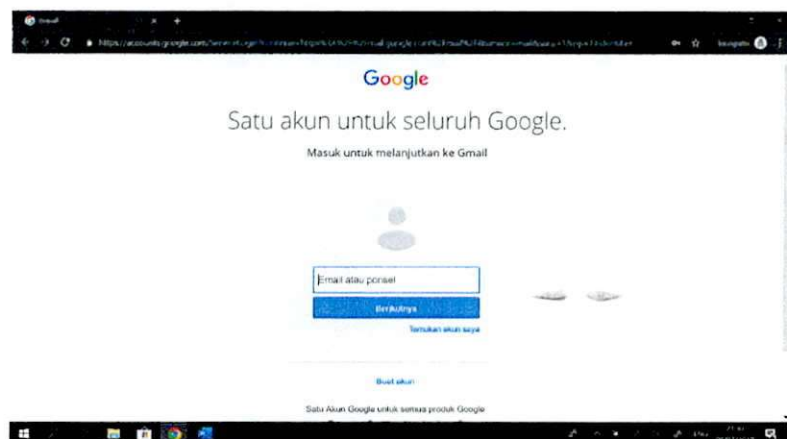 Google
Satu akun untuk seluruh Google.
Masuk untuk melanjutkan ke Gmail
Email atau ponsel
Berikutnya
Temukan akun saya
Buat akun
Satu Akun Google untuk semua produk Google